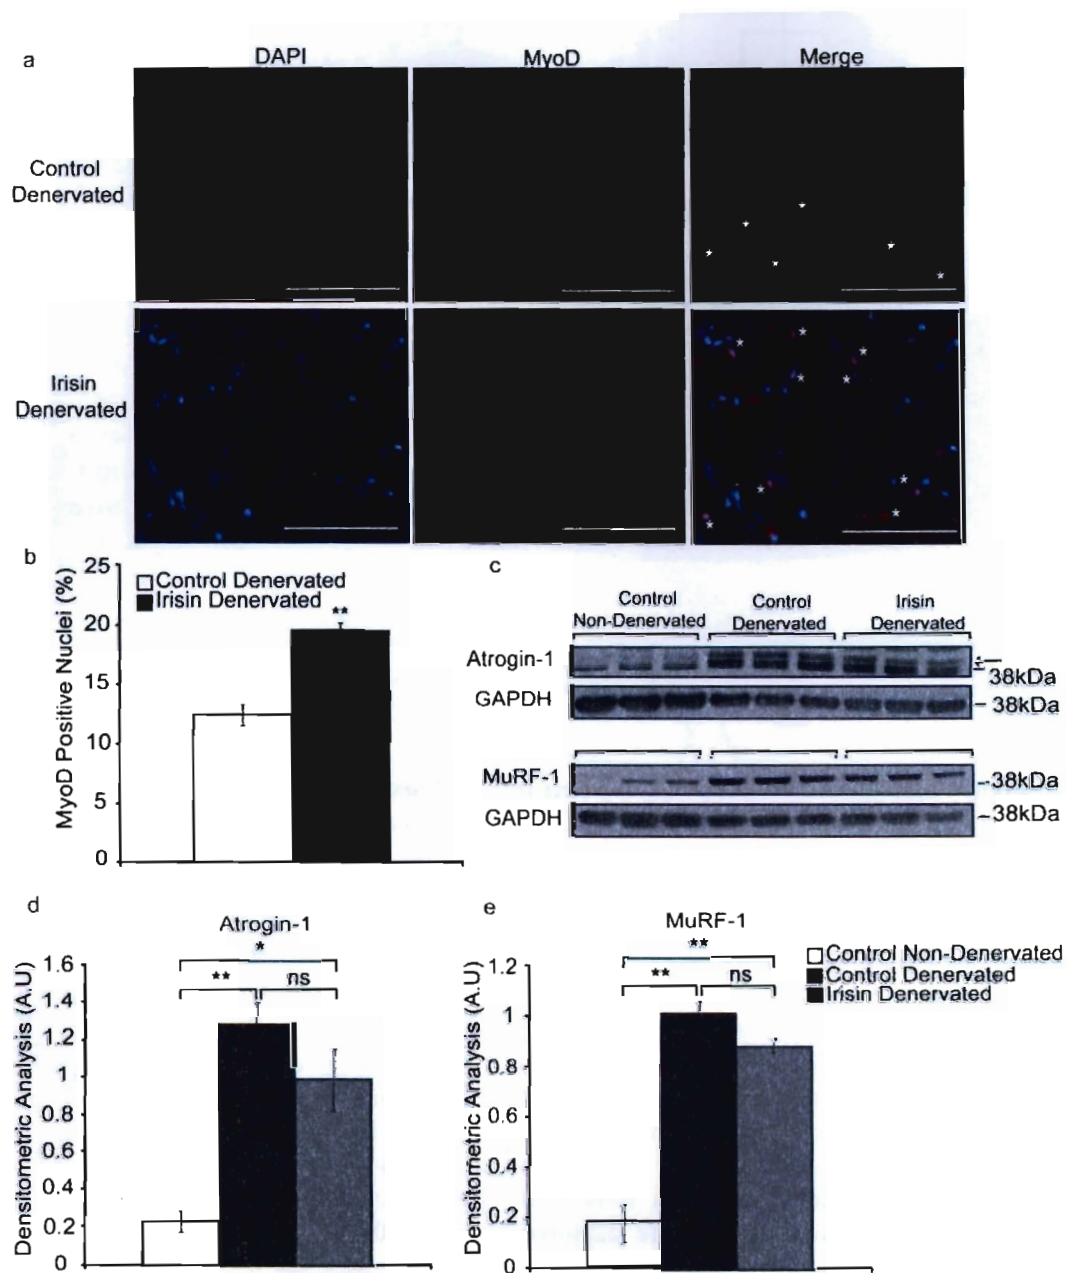 a
DAPI
MyoD
Merge
Control
Denervated
Irisin
Denervated
b
25
20
15
10
5
0
MyoD Positive Nuclei (%)
Control Denervated
Irisin Denervated
**
c
Control
Non-Denervated
Control
Denervated
Irisin
Denervated
Atrogin-1
38kDa
GAPDH
- 38kDa
MuRF-1
-38kDa
GAPDH
-38kDa
d
Atrogin-1
*
**
ns
1.6
1.4
1.2
1
0.8
0.6
0.4
0.2
0
Densitometric Analysis (A.U)
e
MuRF-1
**
**
ns
1.2
1
0.8
0.6
0.4
0.2
0
Densitometric Analysis (A.U)
Control Non-Denervated
Control Denervated
Irisin Denervated